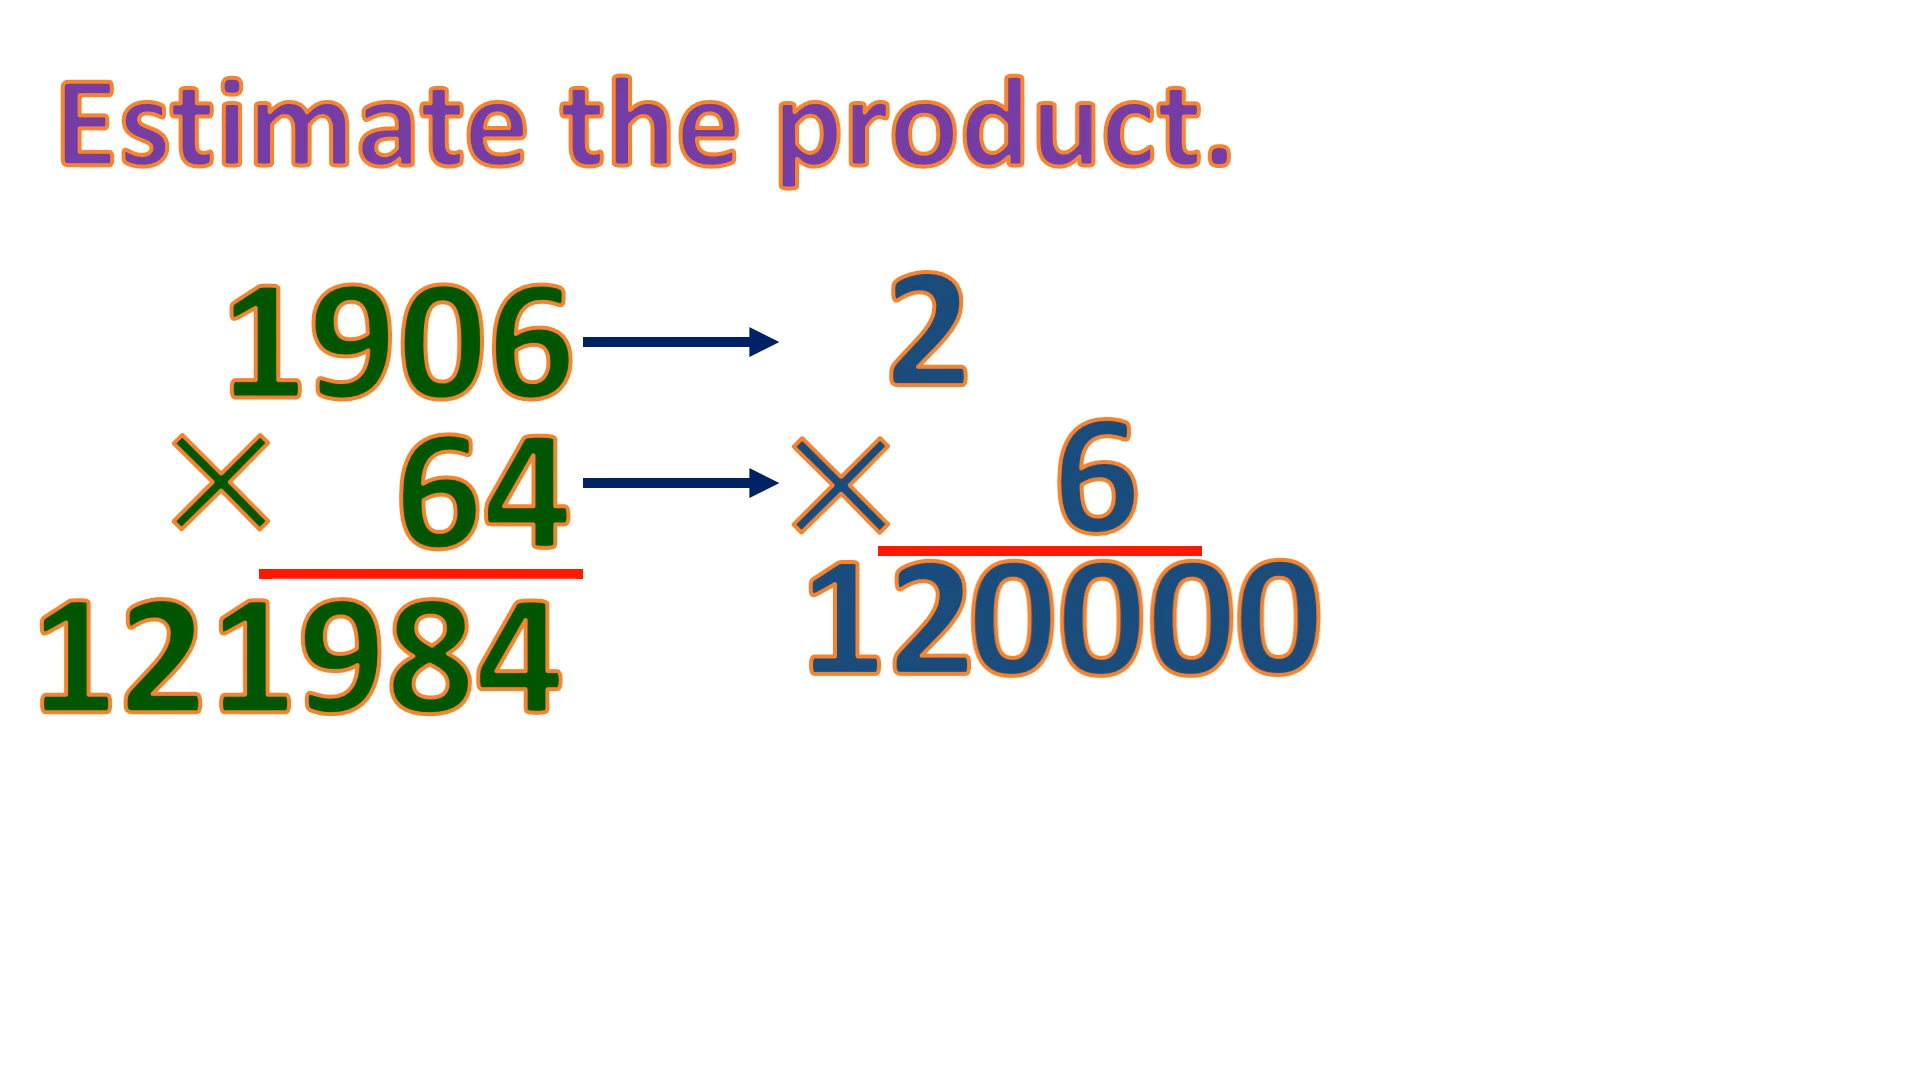 Estimate the product.
1906 2
× 64 × 6
121984 120000